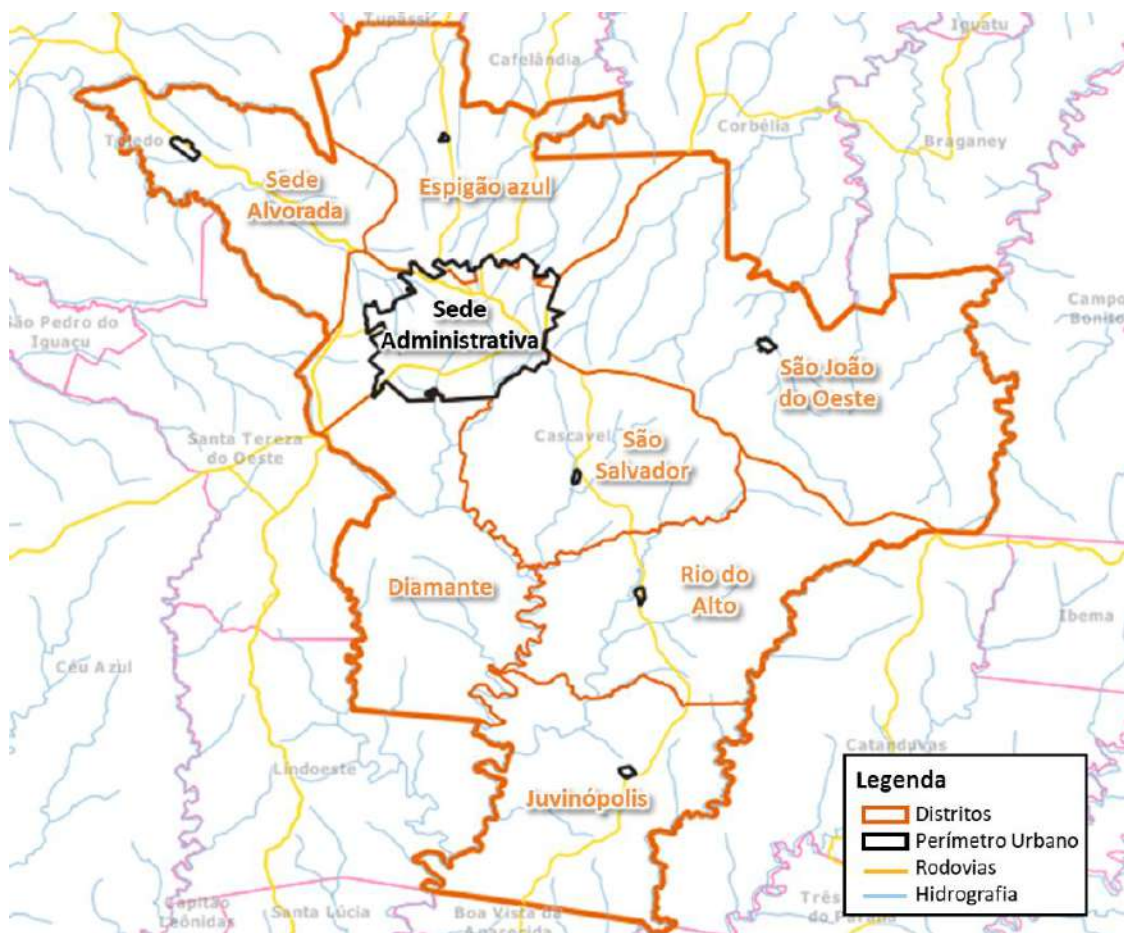 Tupãssi
Iguatu
Cafelândia
Corbélia
Braganey
Toledo
Sede
Alvorada
Espigão azul
Sede
Administrativa
São Pedro do
Iguaçu
Campo
Bonito
São João
do Oeste
Santa Tereza
do Oeste
Cascavel
São
Salvador
Diamante
Rio do
Alto
Ibema
Céu Azul
Catanduvas
Lindoeste
Juvinópolis
Legenda
Distritos
Perímetro Urbano
Rodovias
Hidrografia
Capitão
Leônidas
Santa Lúcia
Boa Vista da
Aparecida
Três
do Paraná